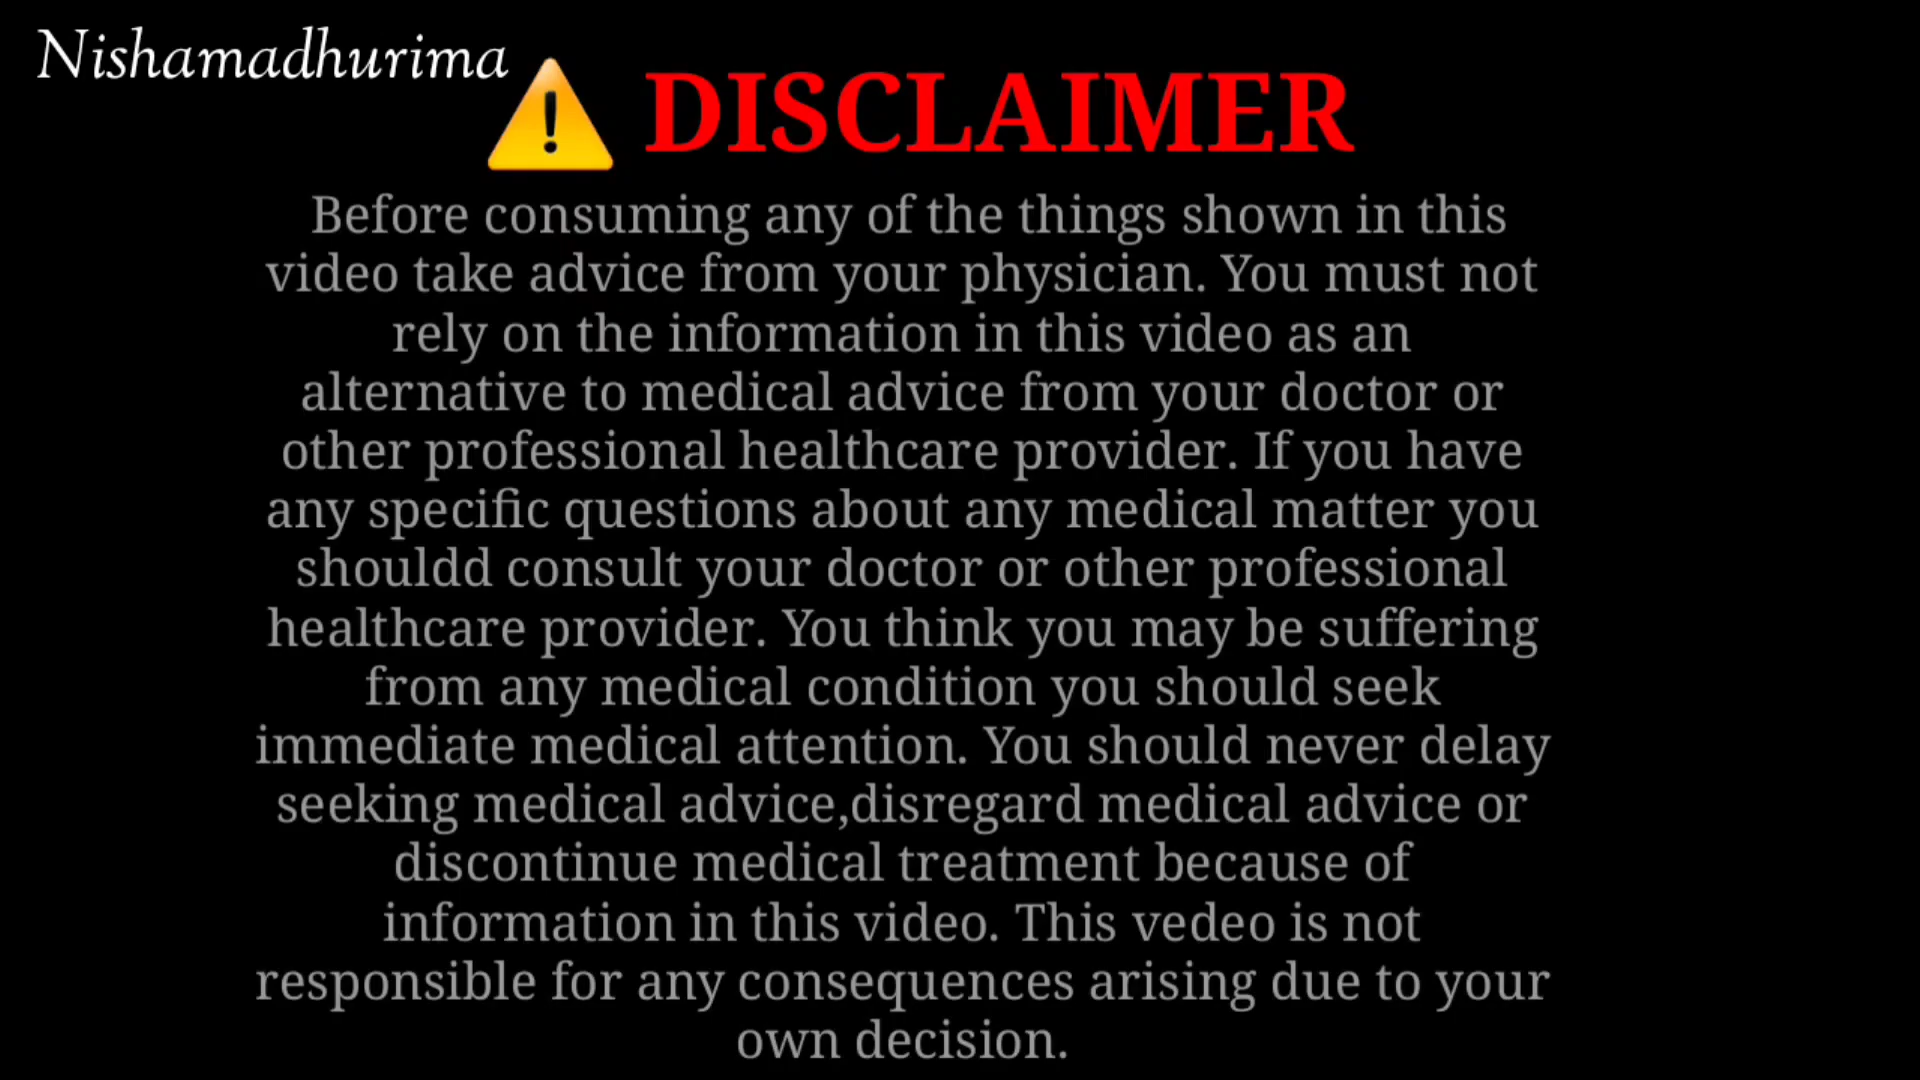 Nishamadhurima
DISCLAIMER
Before consuming any of the things shown in this
video take advice from your physician. You must not
rely on the information in this video as an
alternative to medical advice from your doctor or
other professional healthcare provider. If you have
any specific questions about any medical matter you
shouldd consult your doctor or other professional
healthcare provider. You think you may be suffering
from any medical condition you should seek
immediate medical attention. You should never delay
seeking medical advice,disregard medical advice or
discontinue medical treatment because of
information in this video. This vedeo is not
responsible for any consequences arising due to your
own decision.